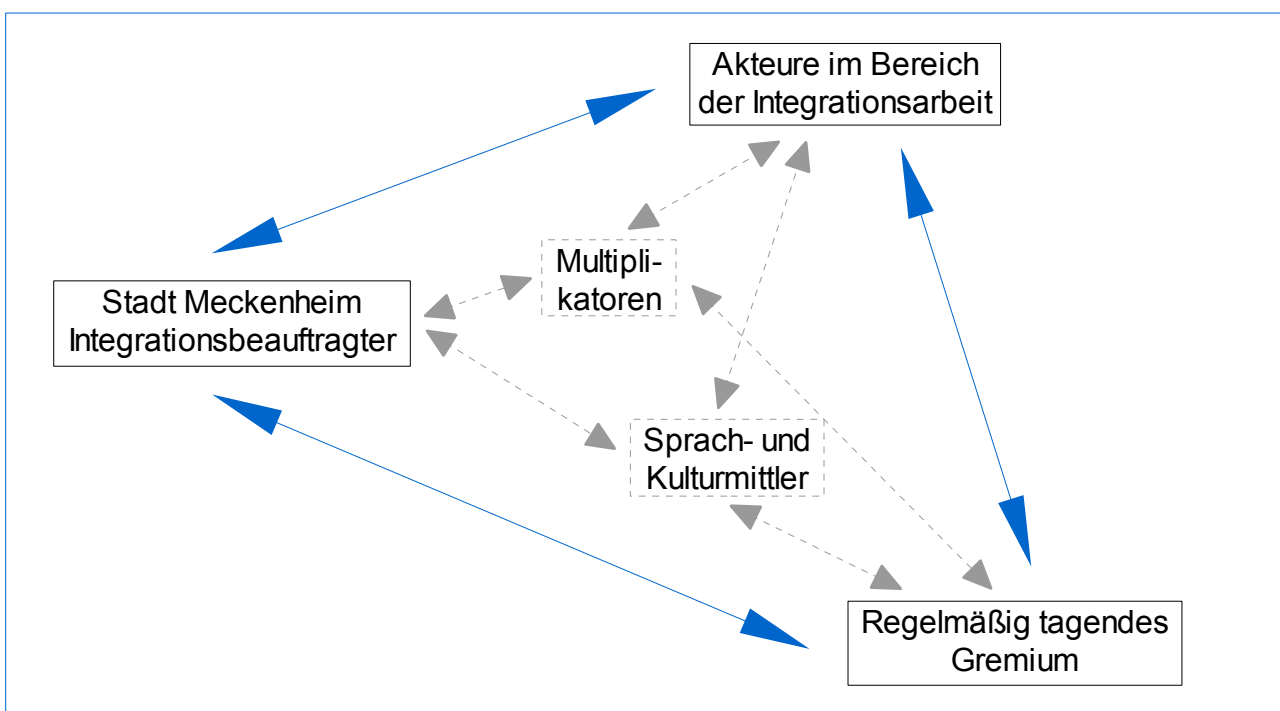 Akteure im Bereich
der Integrationsarbeit
Multipli-
katoren
Stadt Meckenheim
Integrationsbeauftragter
Sprach- und
Kulturmittler
Regelmäßig tagendes
Gremium